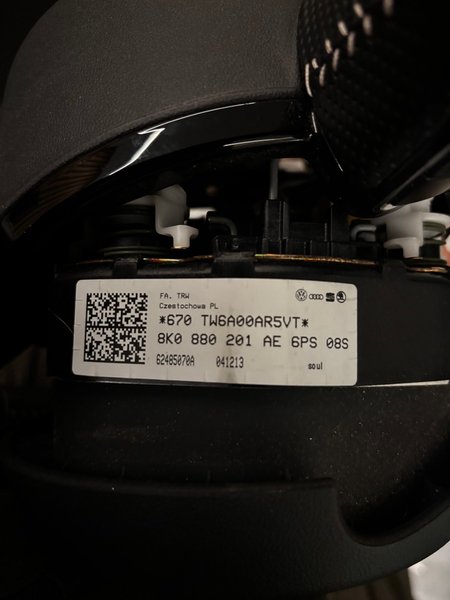 FA. TRW
Czestochowa PL
*670 TW6A00AR5VT*
8K0 880 201 AE 6PS 08S
62485070A 041213 soul